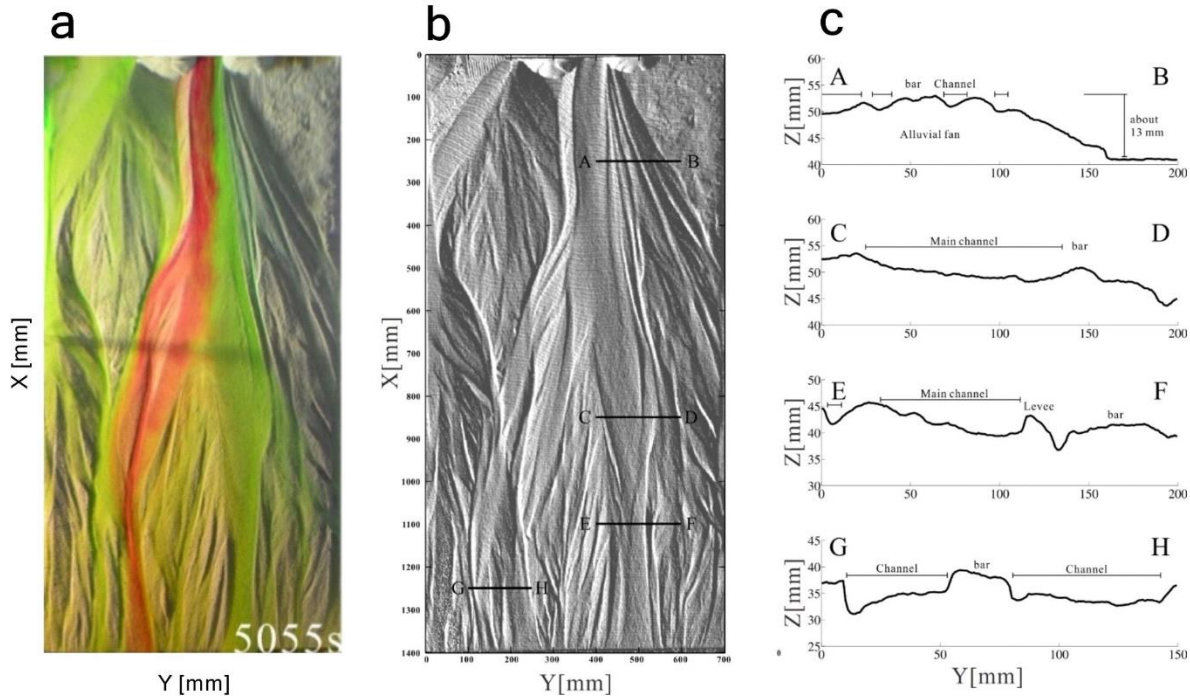 a
b
c
5055s
X [mm]
Y [mm]
0
100
200
300
400
500
600
700
800
900
1000
1100
1200
1300
1400
X[mm]
A B
C D
E F
G H
0 100 200 300 400 500 600 700
Y[mm]
60
55
50
45
40
Z[mm]
A
bar Channel
B
Alluvial fan
about
13 mm
0 50 100 150 200
60
55
50
45
40
Z[mm]
C
Main channel
bar
D
0 50 100 150 200
50
45
40
35
30
Z[mm]
E
Main channel
Levee
bar
F
0 50 100 150 200
45
40
35
30
25
Z[mm]
G
Channel
bar
Channel
H
0
0 50 100 150
Y[mm]